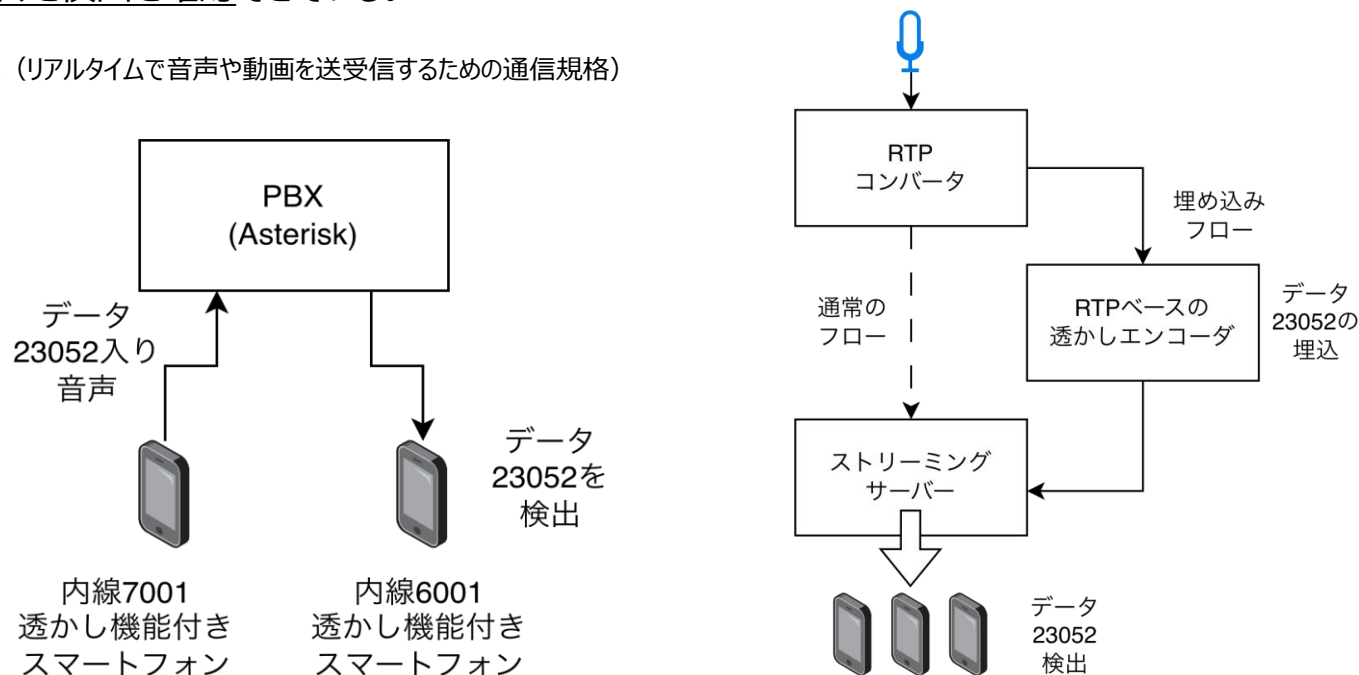 (リアルタイムで音声や動画を送受信するための通信規格)
PBX
(Asterisk)
データ
23052入り
音声
データ
23052を
検出
内線7001
透かし機能付き
スマートフォン
内線6001
透かし機能付き
スマートフォン
RTP
コンバータ
埋め込み
フロー
通常の
フロー
RTPベースの
透かしエンコーダ
データ
23052の
埋込
ストリーミング
サーバー
データ
23052
検出